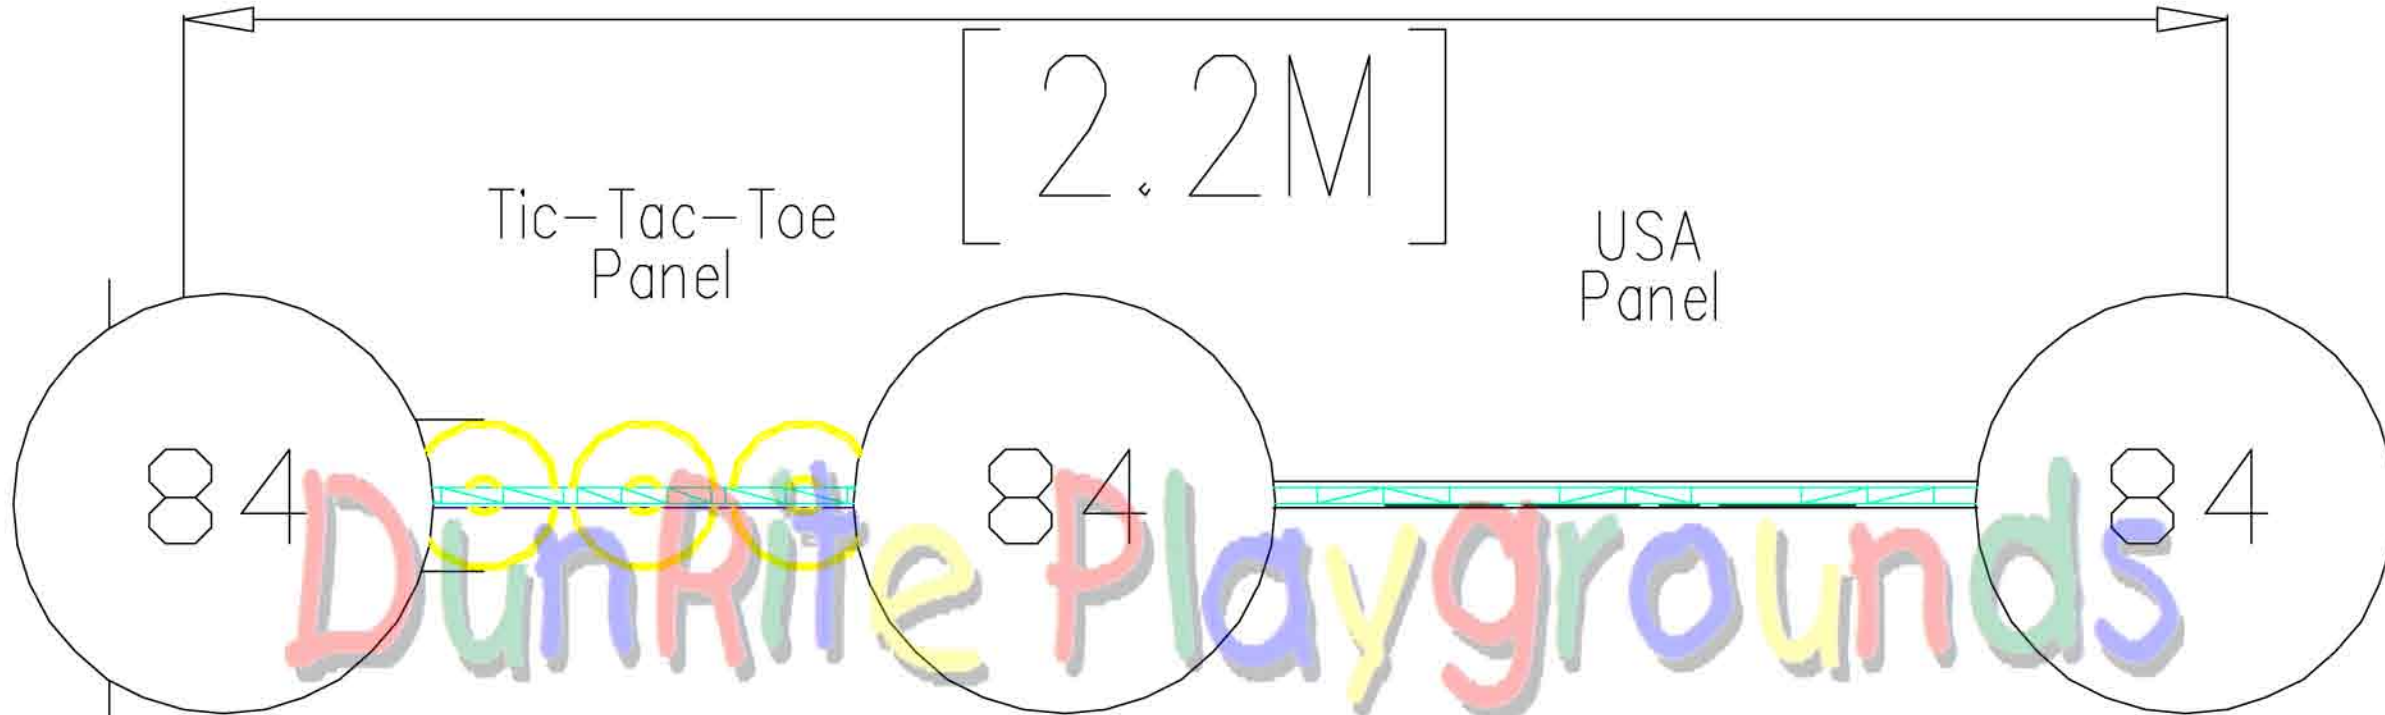 [2.2M]
Tic-Tac-Toe
Panel
USA
Panel
84
84
84
DunRite Playgrounds